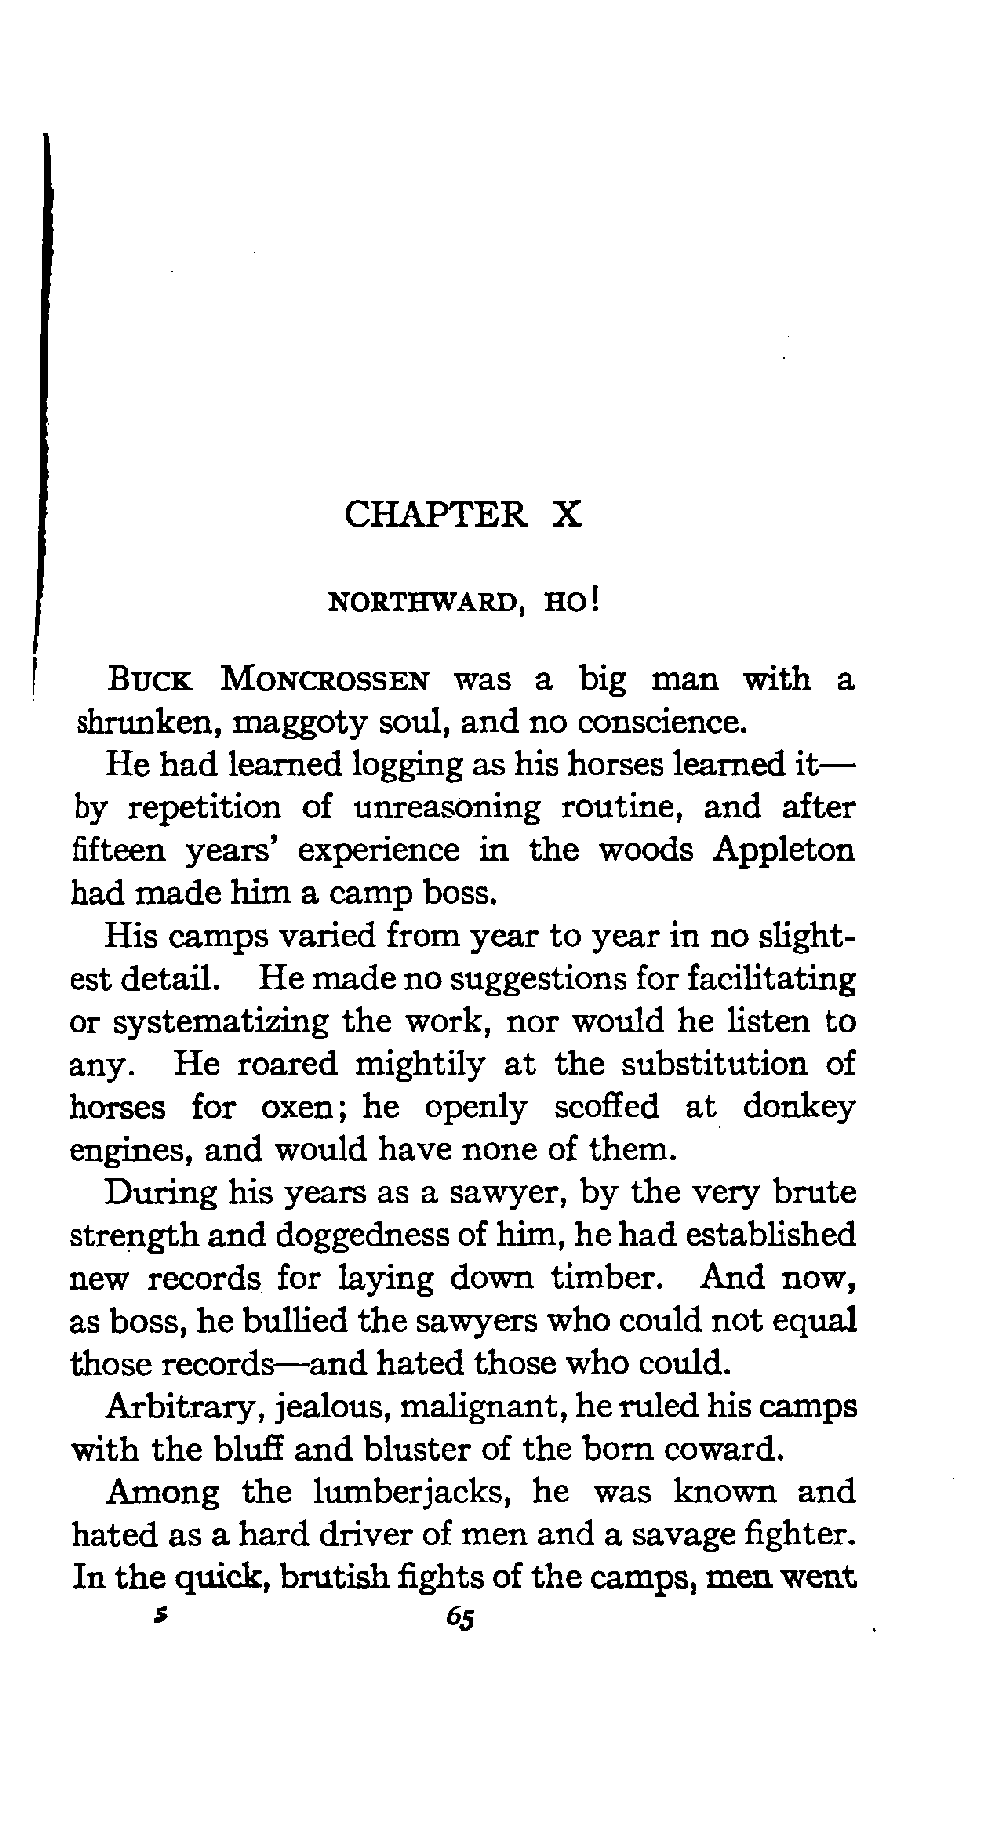 CHAPTER X
NORTHWARD, HO!
BUCK MONCROSSEN was a big man with a
shrunken, maggoty soul, and no conscience.
He had learned logging as his horses learned it—
by repetition of unreasoning routine, and after
fifteen years' experience in the woods Appleton
had made him a camp boss.
His camps varied from year to year in no slight-
est detail. He made no suggestions for facilitating
or systematizing the work, nor would he listen to
any. He roared mightily at the substitution of
horses for oxen; he openly scoffed at donkey
engines, and would have none of them.
During his years as a sawyer, by the very brute
strength and doggedness of him, he had established
new records for laying down timber. And now,
as boss, he bullied the sawyers who could not equal
those records—and hated those who could.
Arbitrary, jealous, malignant, he ruled his camps
with the bluff and bluster of the born coward.
Among the lumberjacks, he was known and
hated as a hard driver of men and a savage fighter.
In the quick, brutish fights of the camps, men went
5 65